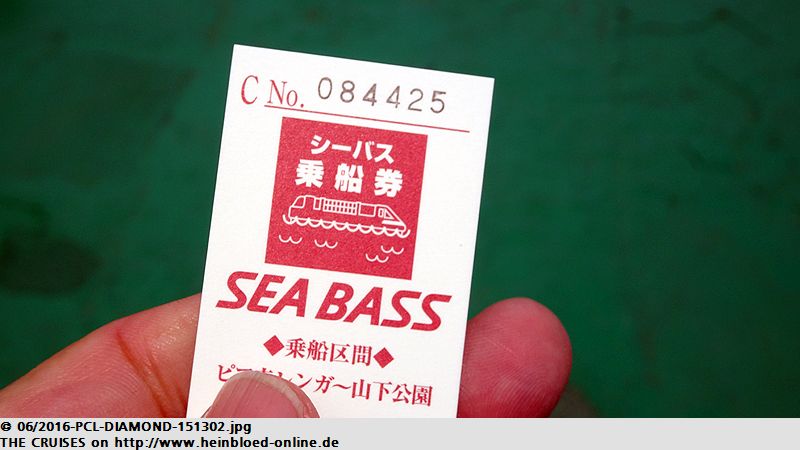 C No. 084425
シーバス
乗船券
SEA BASS
◆乗船区間◆
レンガ〜山下公園
© 06/2016-PCL-DIAMOND-151302.jpg
THE CRUISES on http://www.heinbloed-online.de